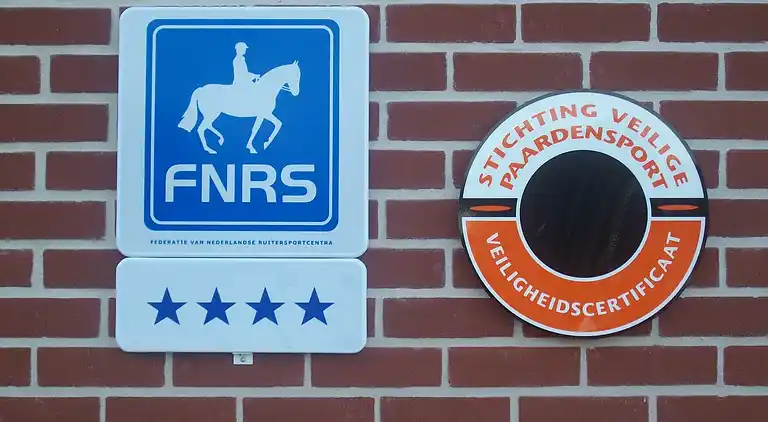 FNRS
FEDERATIE VAN NEDERLANDSE RUITERSPORTCENTRA
STICHTING VEILIGE
PAARDENSPORT
VEILIGHEIDSCERTIFICAAT